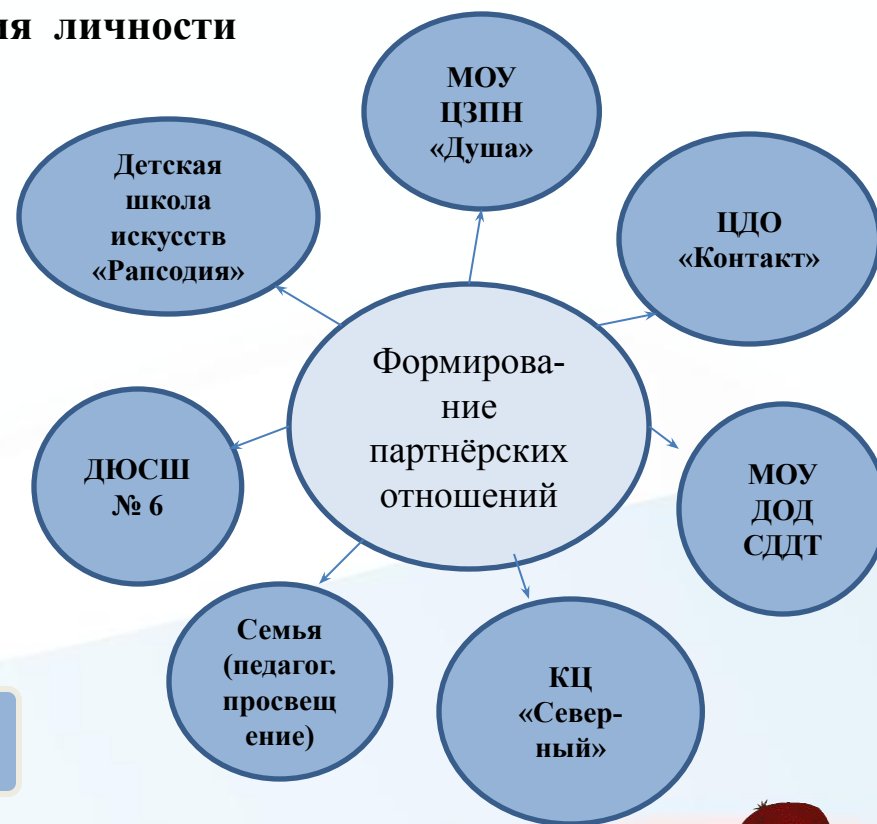 личности
МОУ
ЦЗПН
«Душа»
Детская
школа
искусств
«Рапсодия»
ЦДО
«Контакт»
Формирова-
ние
партнёрских
отношений
ДЮСШ
№ 6
МОУ
ДОД
СДДТ
Семья
(педагог.
просвещ
ение)
КЦ
«Север-
ный»